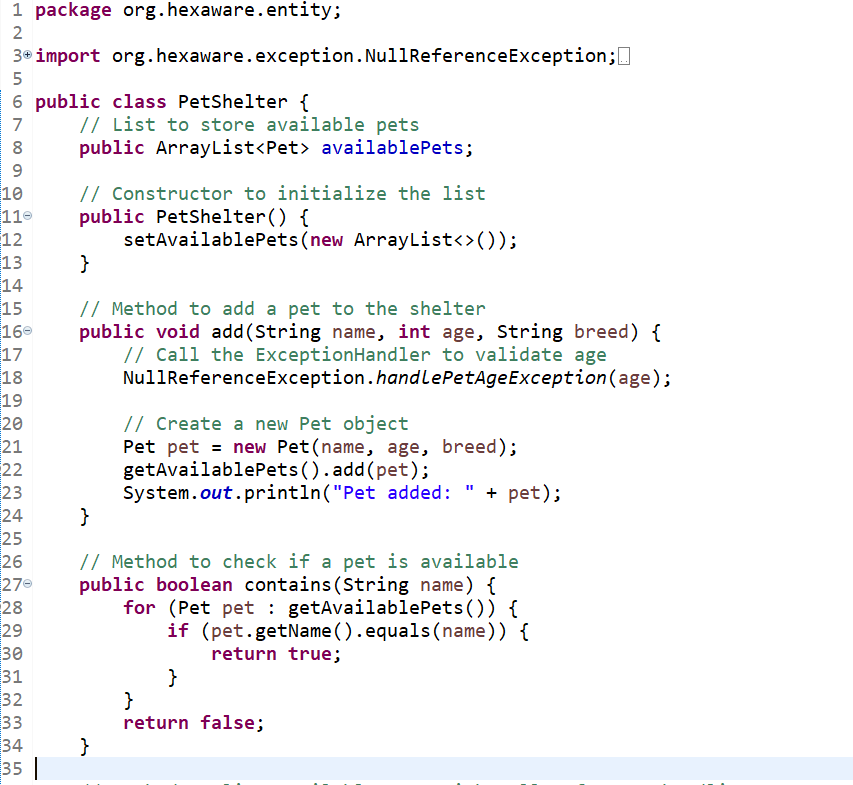 1 package org.hexaware.entity;
2
3 import org.hexaware.exception.NullReferenceException;
5
6 public class PetShelter {
7 // List to store available pets
8 public ArrayList<Pet> availablePets;
9
10 // Constructor to initialize the list
11 public PetShelter() {
12 setAvailablePets(new ArrayList<>());
13 }
14
15 // Method to add a pet to the shelter
16 public void add(String name, int age, String breed) {
17 // Call the ExceptionHandler to validate age
18 NullReferenceException.handlePetAgeException(age);
19
20 // Create a new Pet object
21 Pet pet = new Pet(name, age, breed);
22 getAvailablePets().add(pet);
23 System.out.println("Pet added: " + pet);
24 }
25
26 // Method to check if a pet is available
27 public boolean contains(String name) {
28 for (Pet pet : getAvailablePets()) {
29 if (pet.getName().equals(name)) {
30 return true;
31 }
32 }
33 return false;
34 }
35